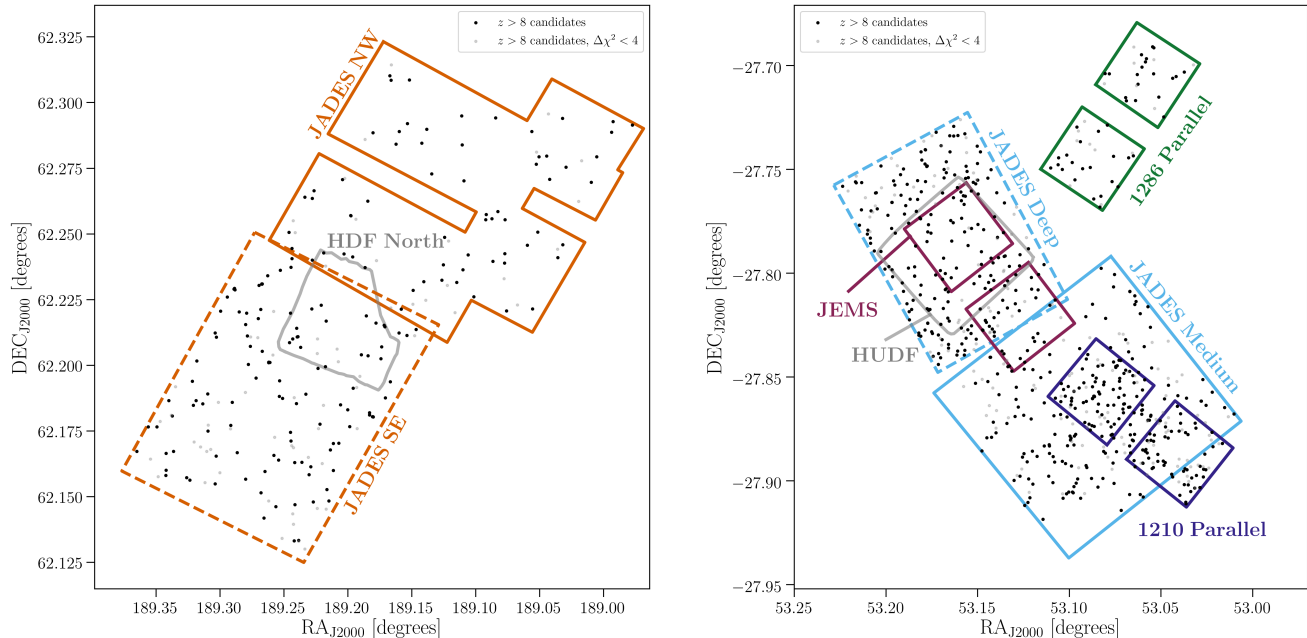 z > 8 candidates
z > 8 candidates, Δχ² < 4
JADES NW
HDF North
JADES SE
62.325
62.300
62.275
62.250
62.225
62.200
62.175
62.150
62.125
DEC_J2000 [degrees]
189.35 189.30 189.25 189.20 189.15 189.10 189.05 189.00
RA_J2000 [degrees]
z > 8 candidates
z > 8 candidates, Δχ² < 4
1286 Parallel
JADES Deep
JEMS
HUDF
JADES Medium
1210 Parallel
−27.70
−27.75
−27.80
−27.85
−27.90
−27.95
DEC_J2000 [degrees]
53.25 53.20 53.15 53.10 53.05 53.00
RA_J2000 [degrees]